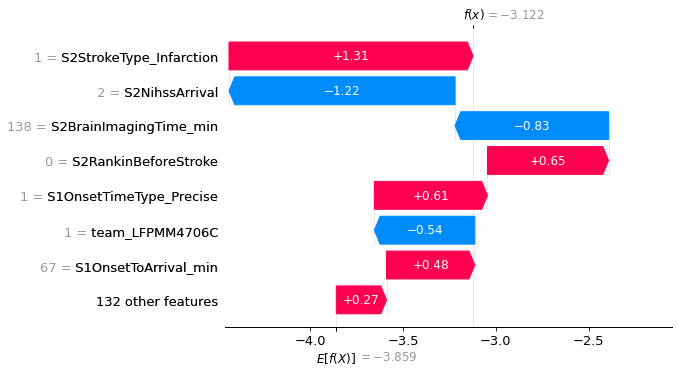 f(x) = −3.122
1 = S2StrokeType_Infarction
+1.31
2 = S2NihssArrival
−1.22
138 = S2BrainImagingTime_min
−0.83
0 = S2RankinBeforeStroke
+0.65
1 = S1OnsetTimeType_Precise
+0.61
1 = team_LFPMM4706C
−0.54
67 = S1OnsetToArrival_min
+0.48
132 other features
+0.27
−4.0 −3.5 −3.0 −2.5
E[f(X)] = −3.859